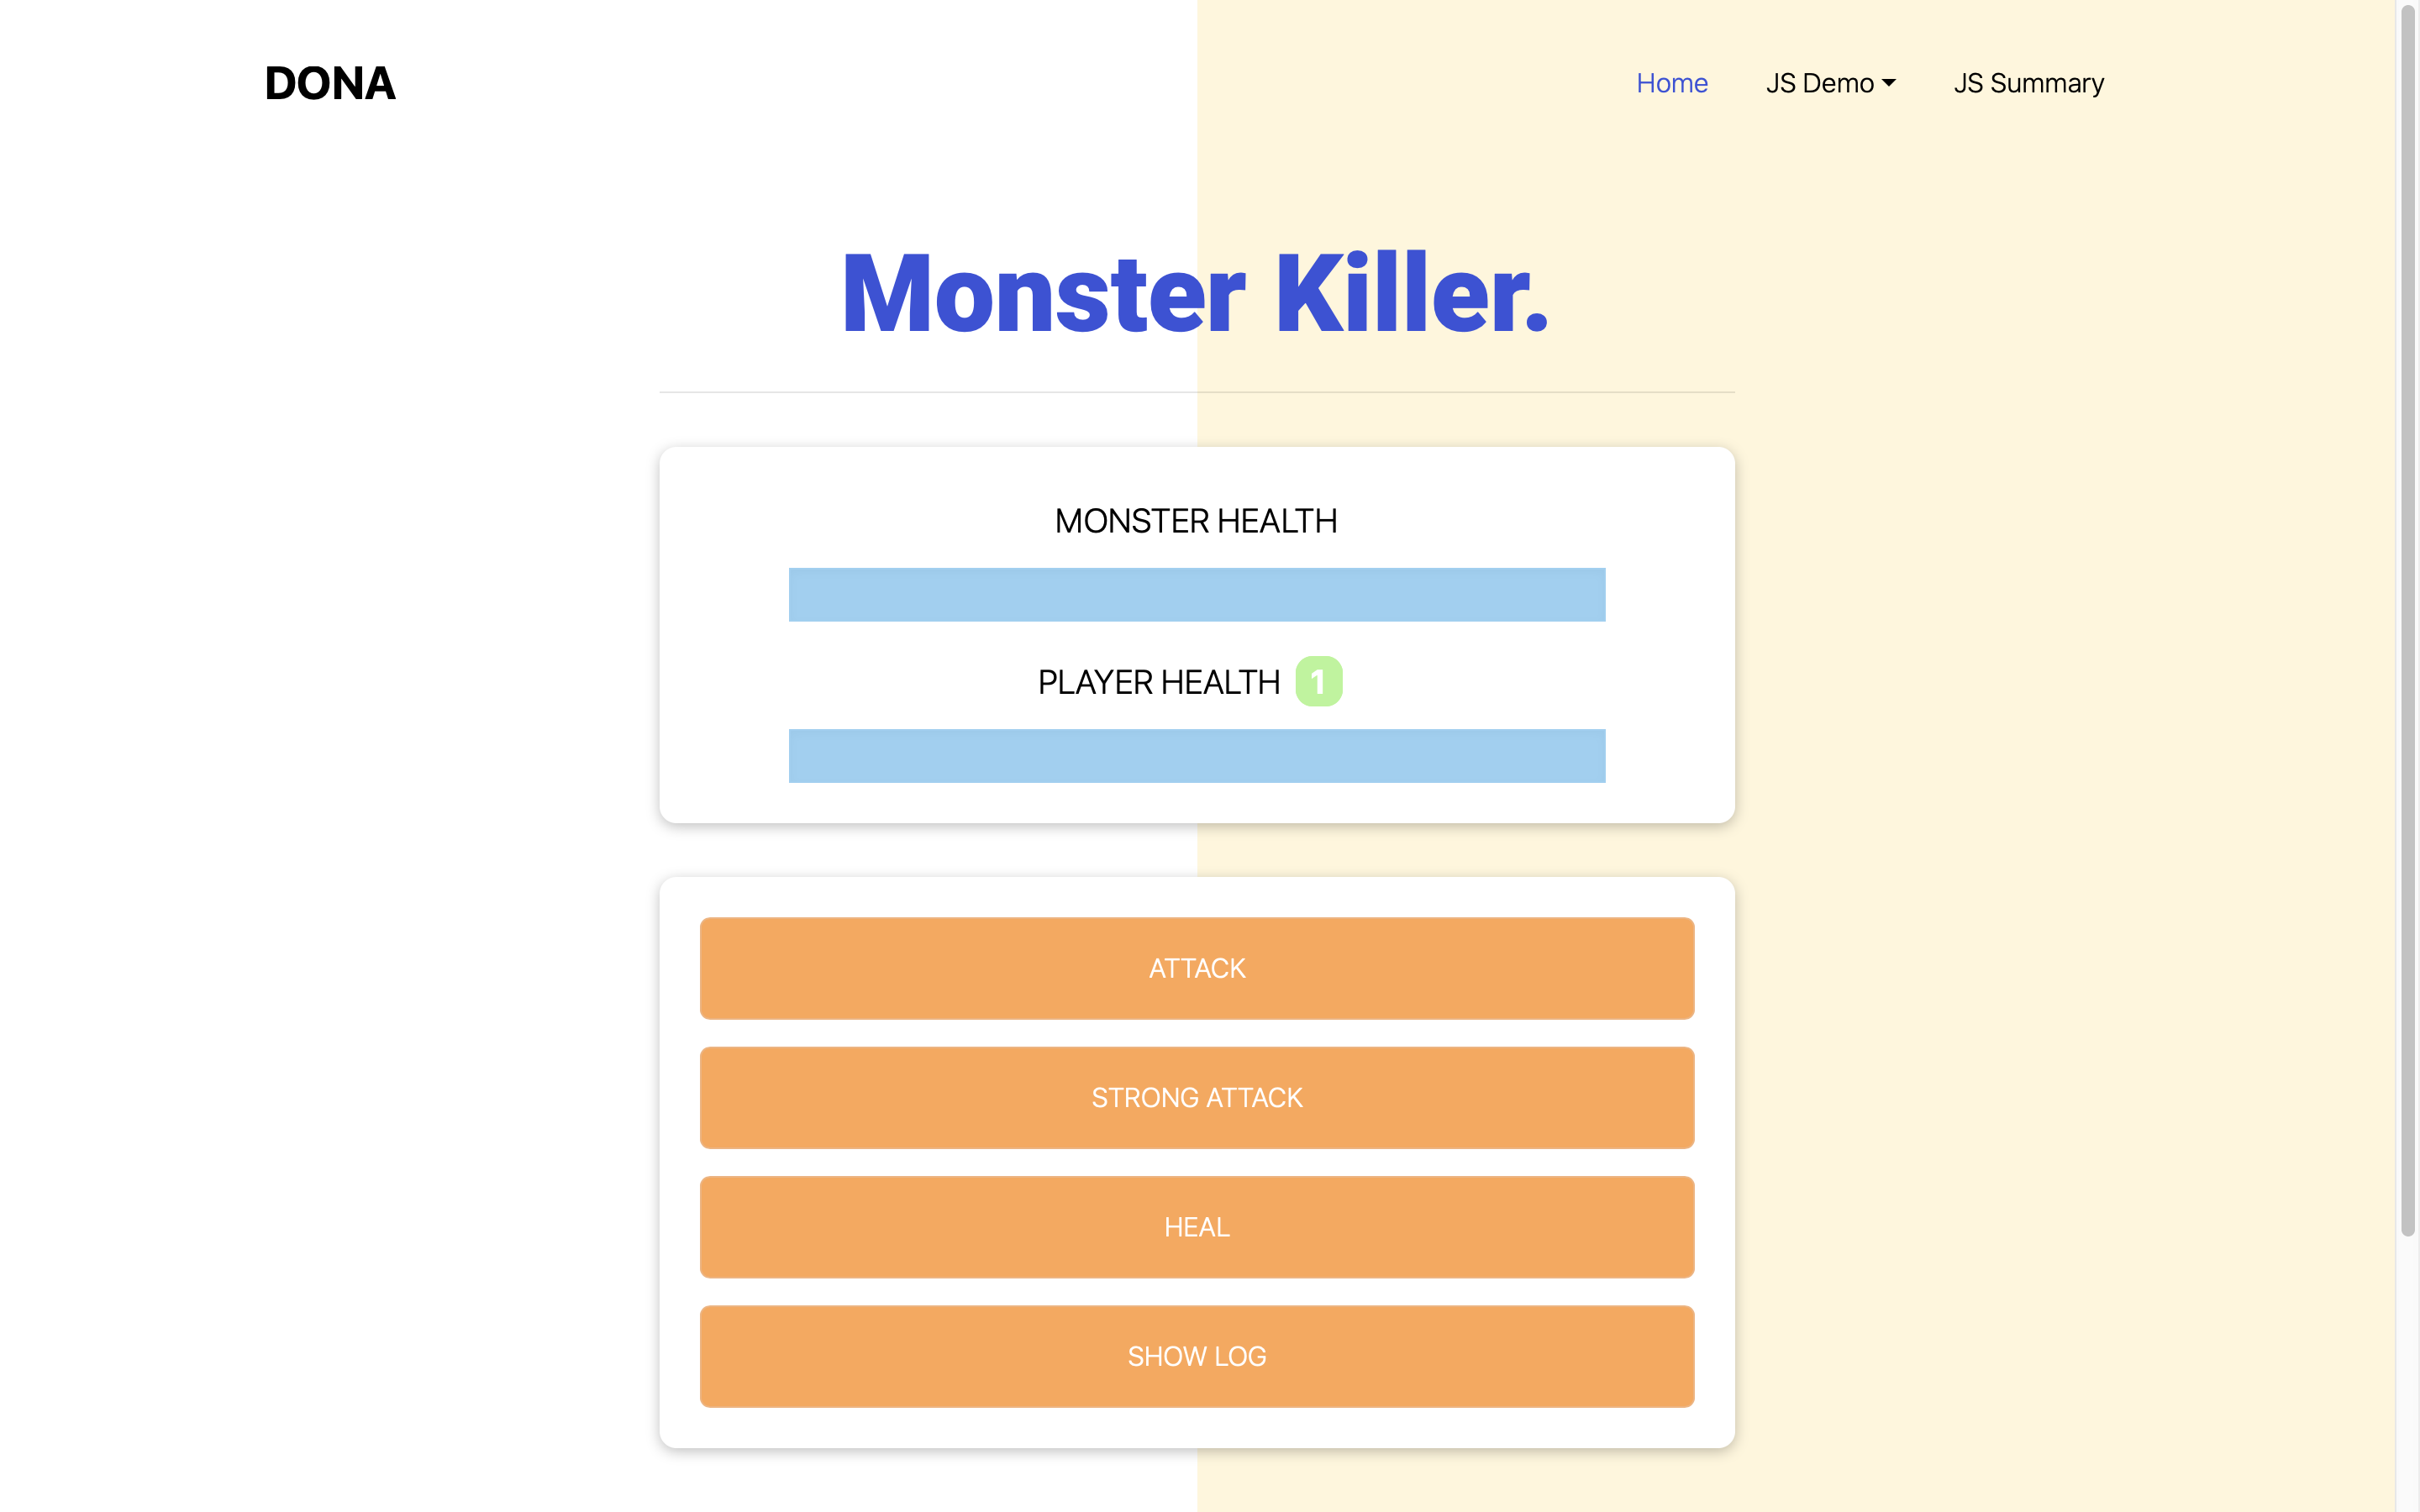 DONA
Home JS Demo JS Summary
Monster Killer.
MONSTER HEALTH
PLAYER HEALTH 1
ATTACK
STRONG ATTACK
HEAL
SHOW LOG